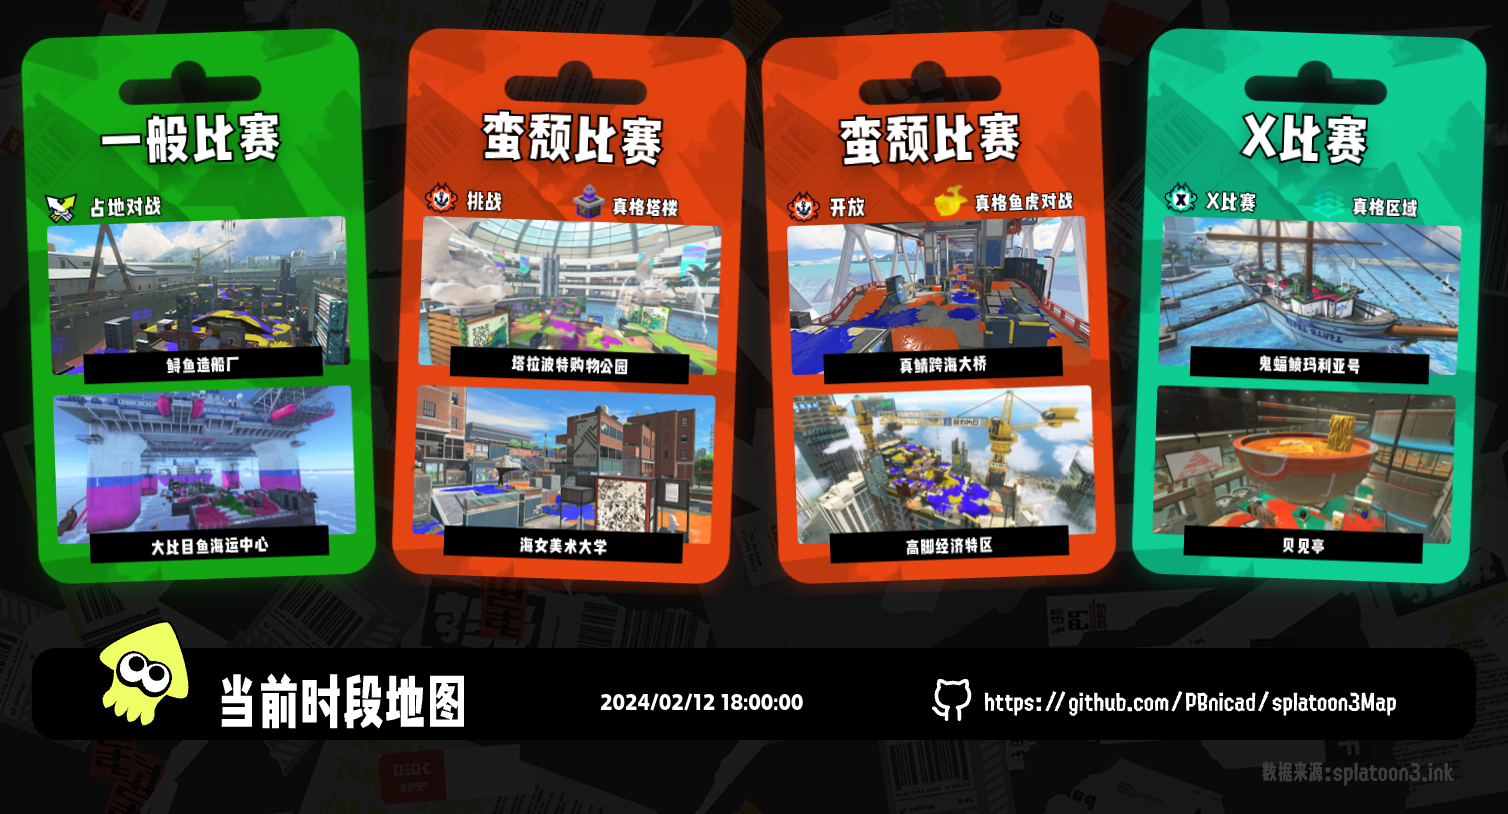 一般比赛
占地对战
鲟鱼造船厂
大比目鱼海运中心
蛮颓比赛
挑战
真格塔楼
塔拉波特购物公园
海女美术大学
蛮颓比赛
开放
真格鱼虎对战
真鲭跨海大桥
高脚经济特区
X比赛
X比赛
真格区域
鬼蝠鲼玛利亚号
贝见亭
当前时段地图
2024/02/12 18:00:00
https://github.com/PBnicad/splatoon3Map
数据来源:splatoon3.ink